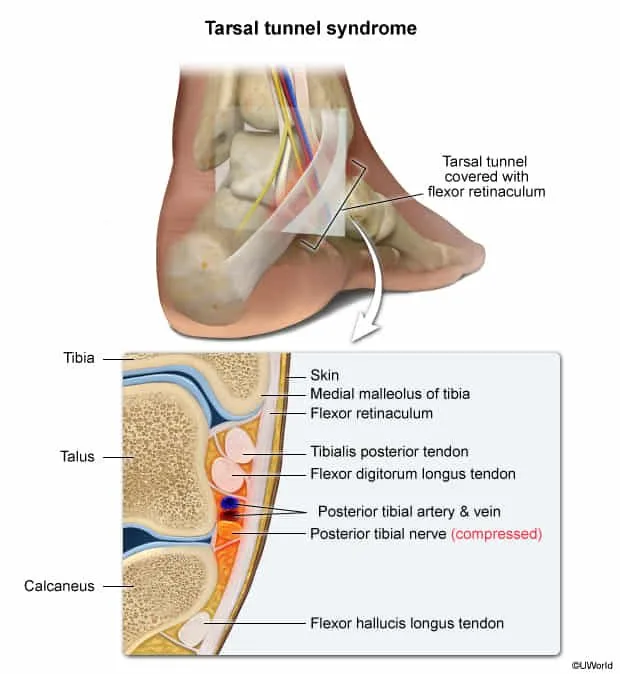 Tarsal tunnel syndrome
Tarsal tunnel
covered with
flexor retinaculum
Tibia
Skin
Medial malleolus of tibia
Flexor retinaculum
Talus
Tibialis posterior tendon
Flexor digitorum longus tendon
Posterior tibial artery & vein
Posterior tibial nerve (compressed)
Calcaneus
Flexor hallucis longus tendon
©UWorld